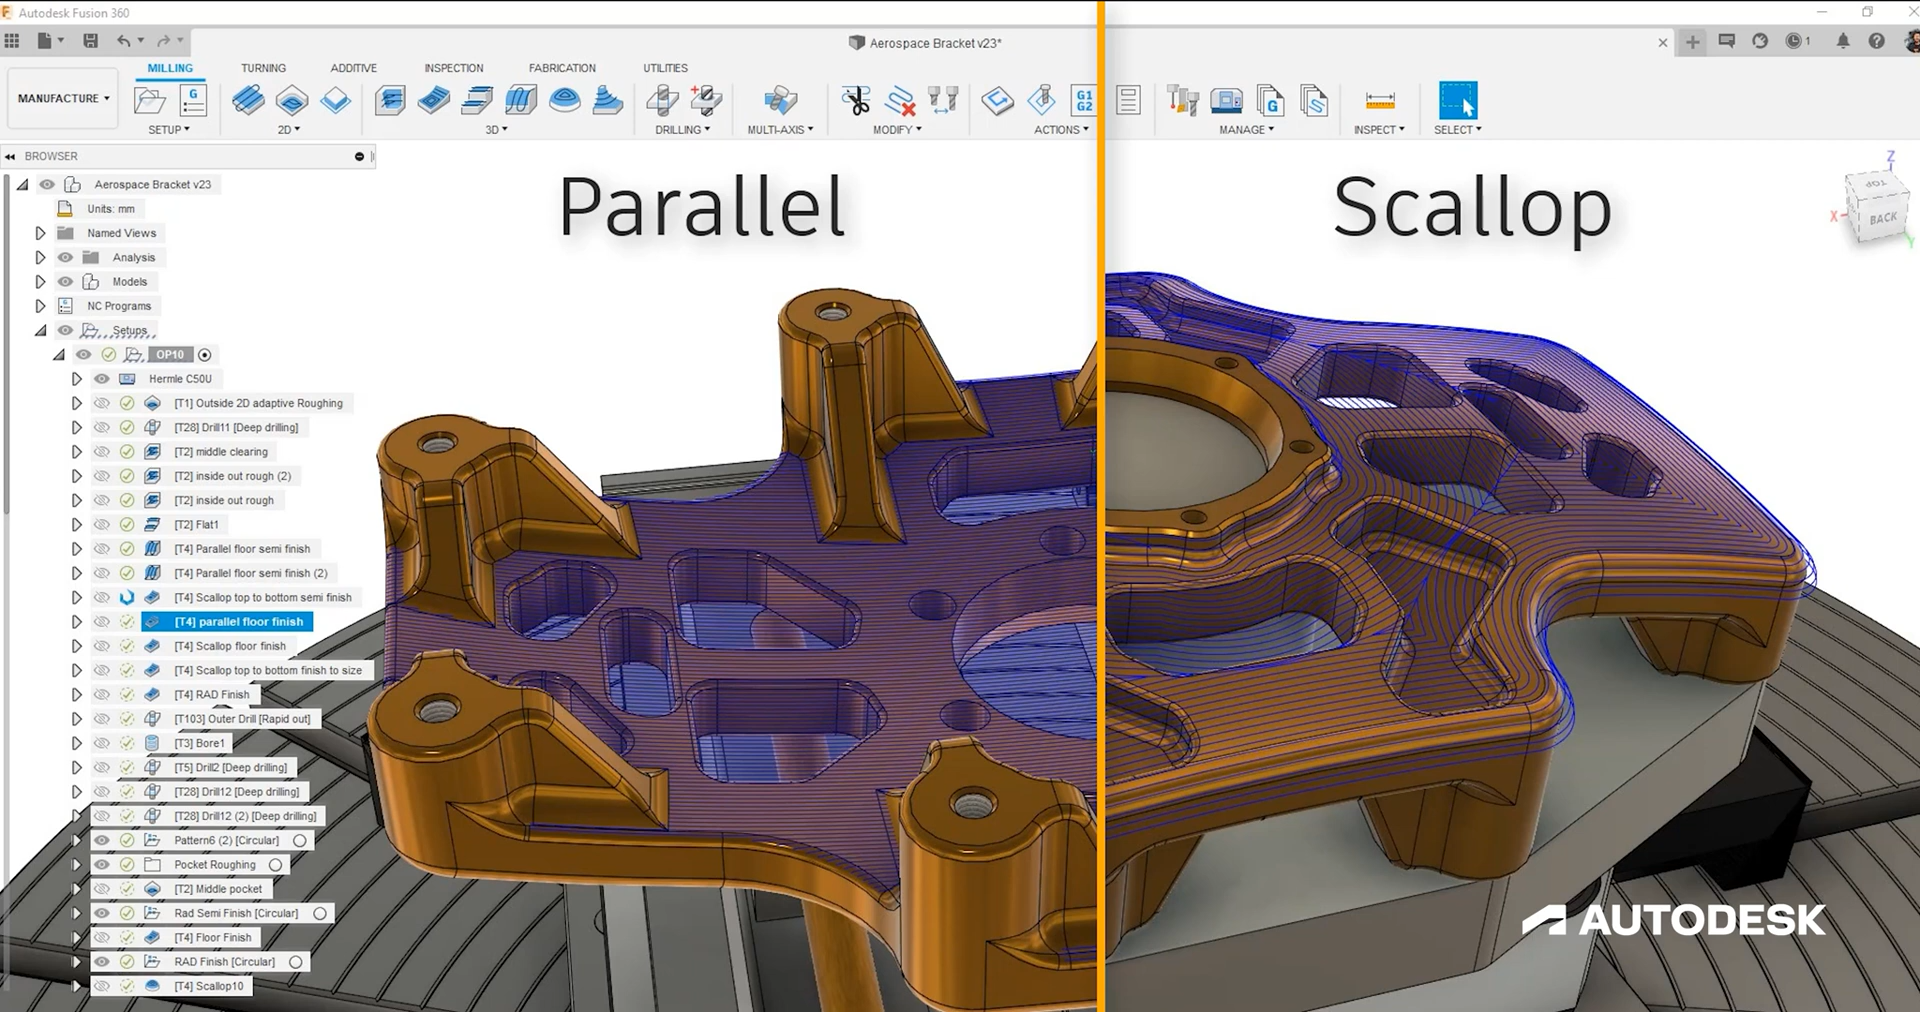 Autodesk Fusion 360
Aerospace Bracket v23*
1
MILLING TURNING ADDITIVE INSPECTION FABRICATION UTILITIES
MANUFACTURE
G
G1
G2
G
SETUP 2D 3D DRILLING MULTI-AXIS MODIFY ACTIONS MANAGE INSPECT SELECT
BROWSER
Parallel
Scallop
Z
TOP
X
BACK
Y
Aerospace Bracket v23
Units: mm
Named Views
Analysis
Models
NC Programs
Setups
OP10
Hermle C50U
[T1] Outside 2D adaptive Roughing
[T28] Drill11 [Deep drilling]
[T2] middle clearing
[T2] inside out rough (2)
[T2] inside out rough
[T2] Flat1
[T4] Parallel floor semi finish
[T4] Parallel floor semi finish (2)
[T4] Scallop top to bottom semi finish
[T4] parallel floor finish
[T4] Scallop floor finish
[T4] Scallop top to bottom finish to size
[T4] RAD Finish
[T103] Outer Drill [Rapid out]
[T3] Bore1
[T5] Drill2 [Deep drilling]
[T28] Drill12 [Deep drilling]
[T28] Drill12 (2) [Deep drilling]
Pattern6 (2) [Circular]
Pocket Roughing
[T2] Middle pocket
Rad Semi Finish [Circular]
[T4] Floor Finish
RAD Finish [Circular]
[T4] Scallop10
AUTODESK